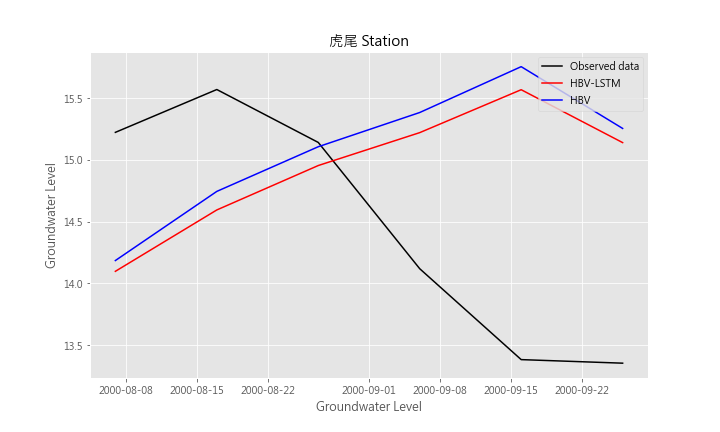 虎尾 Station
Observed data
HBV-LSTM
HBV
Groundwater Level
15.5
15.0
14.5
14.0
13.5
2000-08-08
2000-08-15
2000-08-22
2000-09-01
2000-09-08
2000-09-15
2000-09-22
Groundwater Level